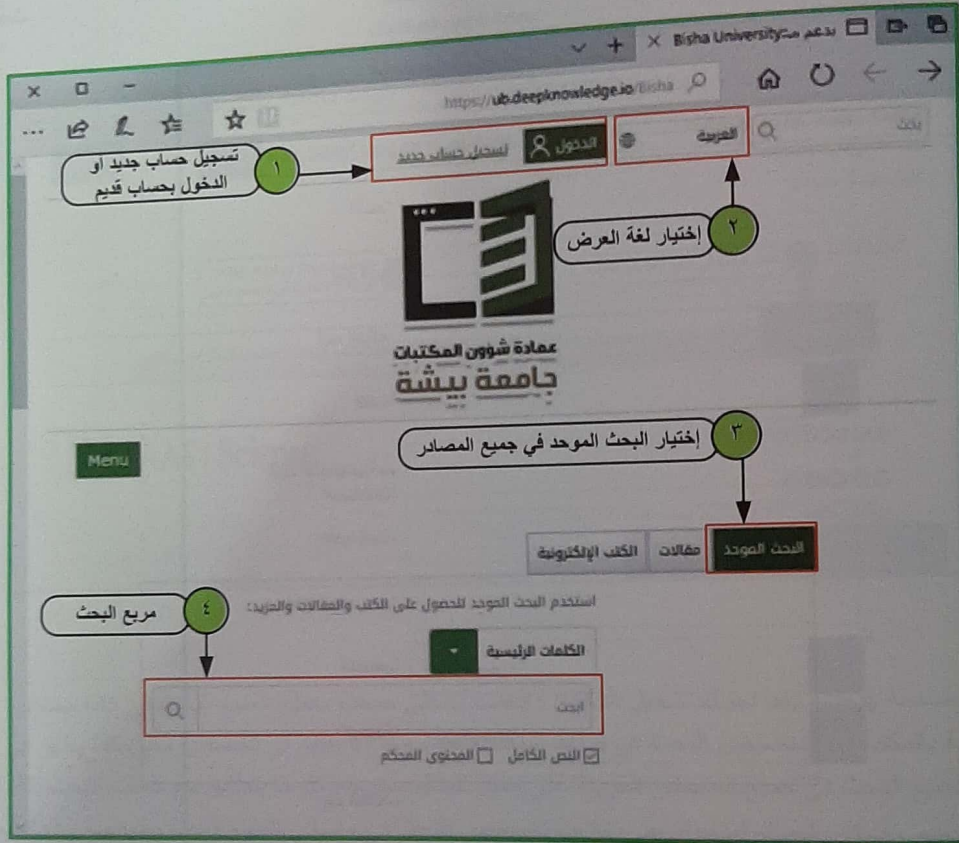 بدعم من Bisha University
https://ub.deepknowledge.io/Bisha
بحث
العربية
الدخول
تسجيل حساب جديد
١
تسجيل حساب جديد او
الدخول بحساب قديم
٢
إختيار لغة العرض
عمادة شؤون المكتبات
جامعة بيشة
٣
إختيار البحث الموحد في جميع المصادر
Menu
البحث الموحد
مقالات
الكتب الإلكترونية
استخدم البحث الموحد للحصول على الكتب والمقالات والمزيد:
٤
مربع البحث
الكلمات الرئيسية
ابحث
النص الكامل
المحتوى المحكم